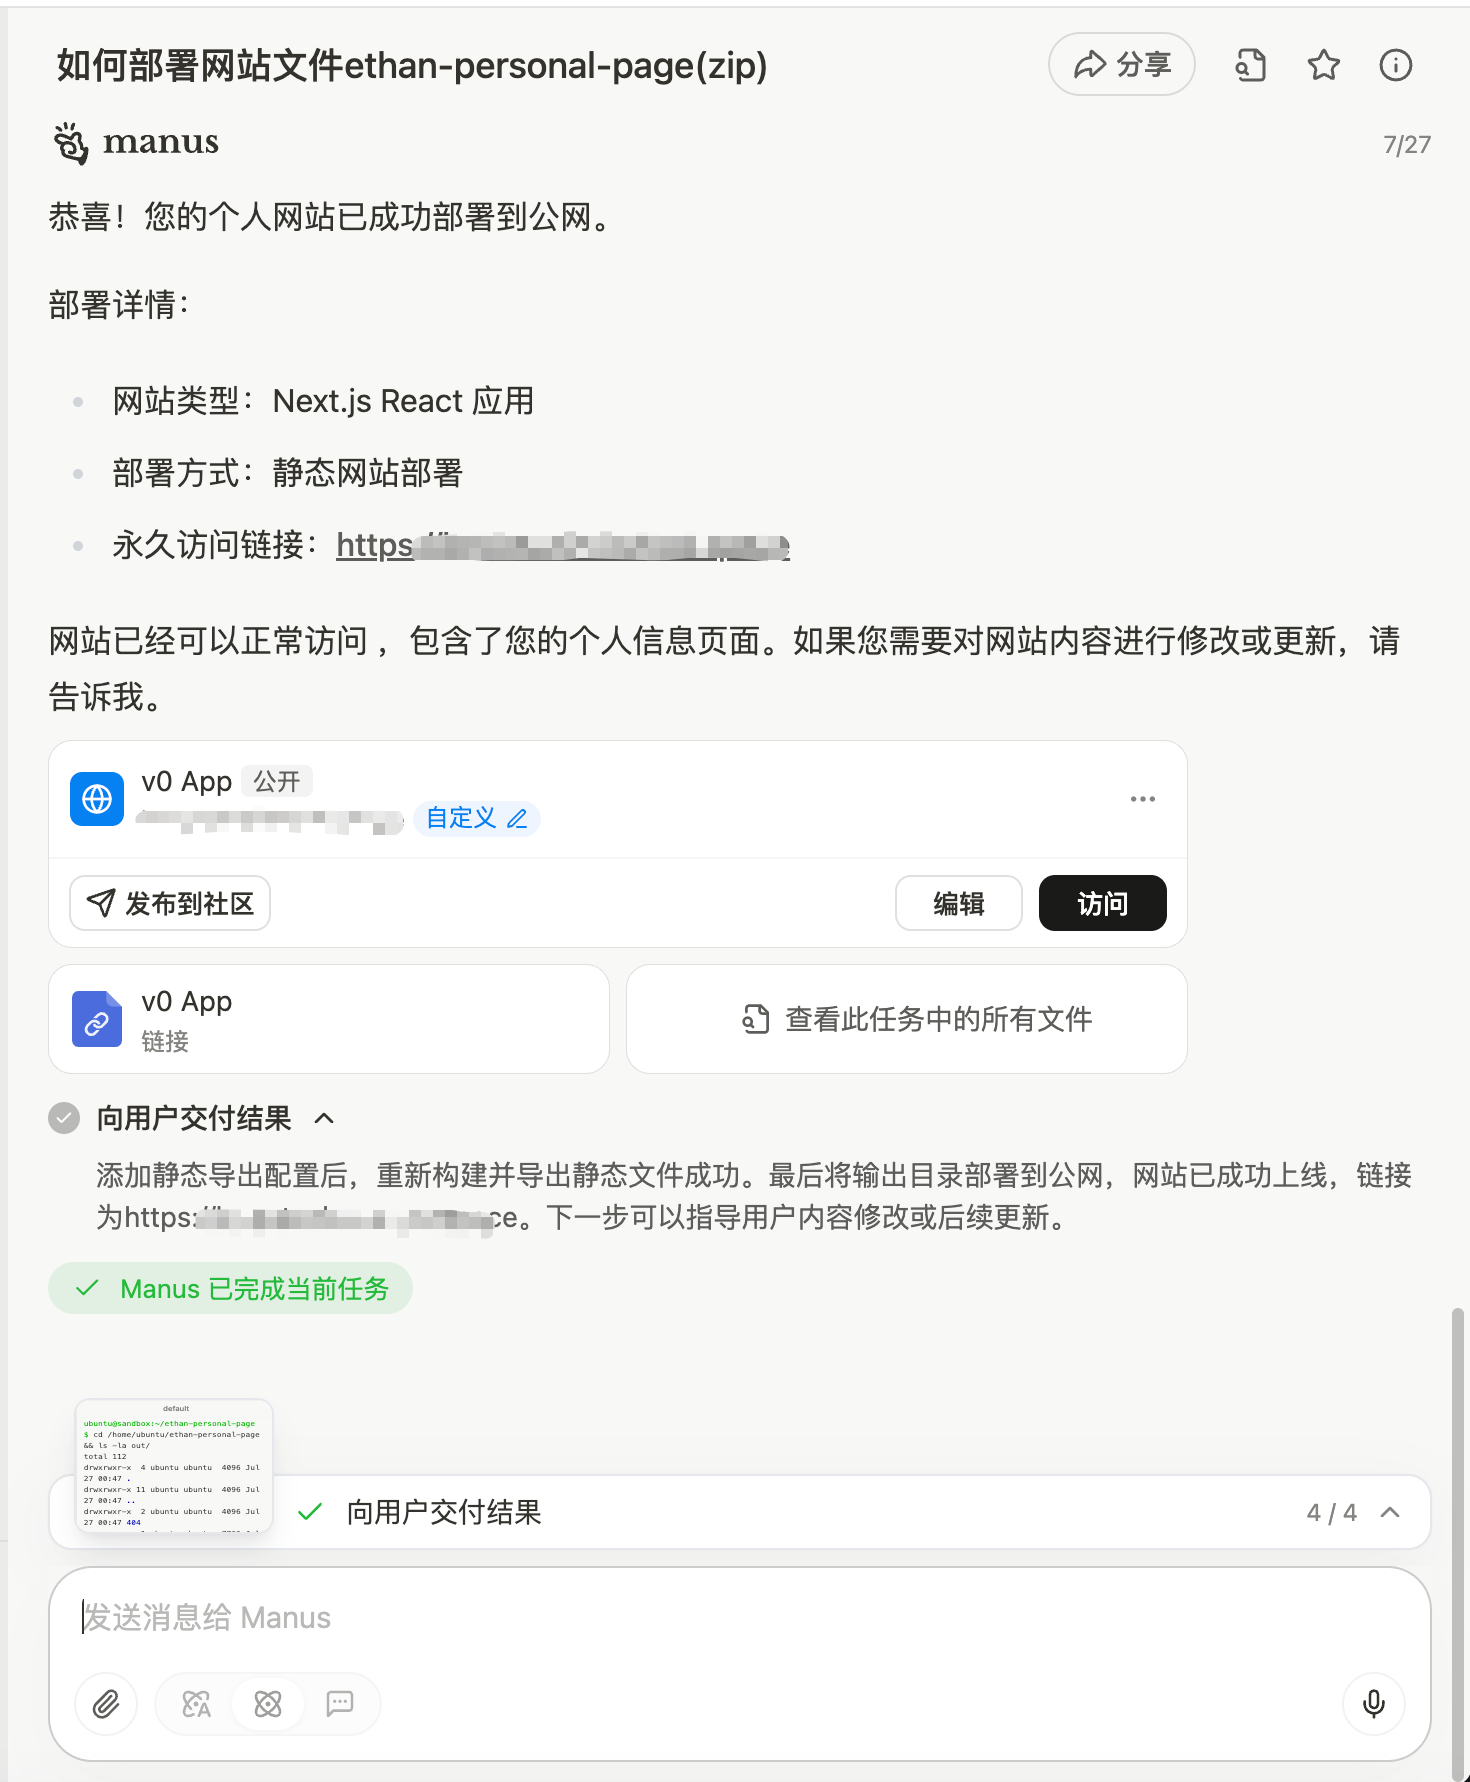 如何部署网站文件ethan-personal-page(zip)
分享
manus
7/27
恭喜！您的个人网站已成功部署到公网。
部署详情：
网站类型：Next.js React 应用
部署方式：静态网站部署
永久访问链接：https
网站已经可以正常访问 ，包含了您的个人信息页面。如果您需要对网站内容进行修改或更新，请
告诉我。
v0 App 公开
自定义
发布到社区
编辑
访问
v0 App
链接
查看此任务中的所有文件
向用户交付结果
添加静态导出配置后，重新构建并导出静态文件成功。最后将输出目录部署到公网，网站已成功上线，链接
为https:ce。下一步可以指导用户内容修改或后续更新。
Manus 已完成当前任务
default
ubuntu@sandbox:~/ethan-personal-page
$ cd /home/ubuntu/ethan-personal-page
&& ls -la out/
total 112
drwxrwxr-x 4 ubuntu ubuntu 4096 Jul
27 00:47 .
drwxrwxr-x 11 ubuntu ubuntu 4096 Jul
27 00:47 ..
drwxrwxr-x 2 ubuntu ubuntu 4096 Jul
27 00:47 404
向用户交付结果
4 / 4
发送消息给 Manus